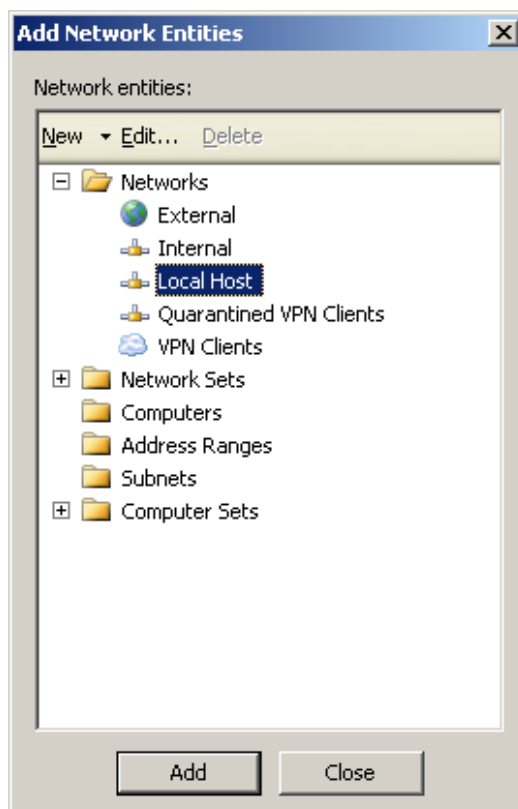 Add Network Entities
Network entities:
New Edit... Delete
Networks
External
Internal
Local Host
Quarantined VPN Clients
VPN Clients
Network Sets
Computers
Address Ranges
Subnets
Computer Sets
Add Close